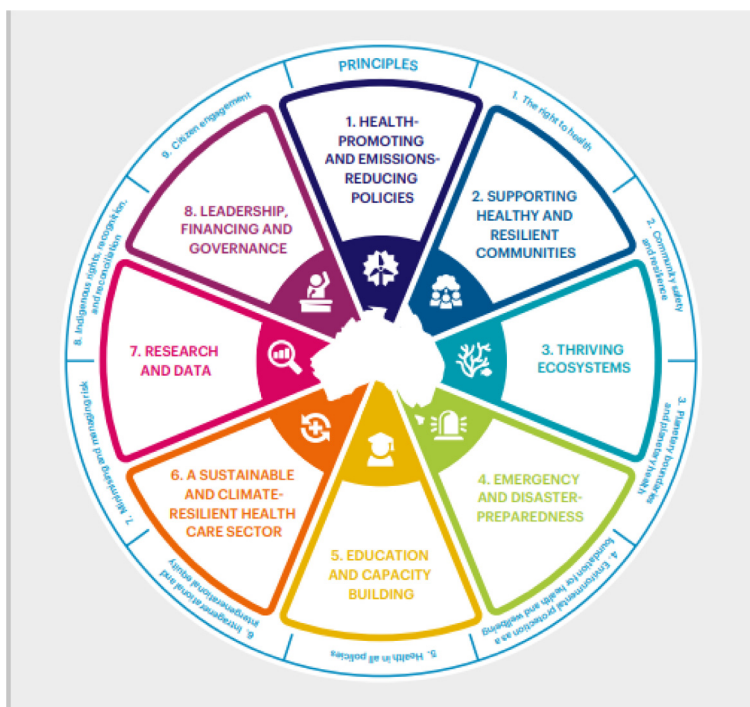 PRINCIPLES
1. The right to health
2. Community safety
and resilience
3. Planetary boundaries
and planetary health
4. Environmental protection as a
foundation for health and wellbeing
5. Health in all policies
6. Intragenerational and
intergenerational equity
7. Minimising and managing risk
8. Indigenous rights, recognition,
and reconciliation
9. Citizen engagement
1. HEALTH-
PROMOTING
AND EMISSIONS-
REDUCING
POLICIES
2. SUPPORTING
HEALTHY AND
RESILIENT
COMMUNITIES
3. THRIVING
ECOSYSTEMS
4. EMERGENCY
AND DISASTER-
PREPAREDNESS
5. EDUCATION
AND CAPACITY
BUILDING
6. A SUSTAINABLE
AND CLIMATE-
RESILIENT HEALTH
CARE SECTOR
7. RESEARCH
AND DATA
8. LEADERSHIP,
FINANCING AND
GOVERNANCE